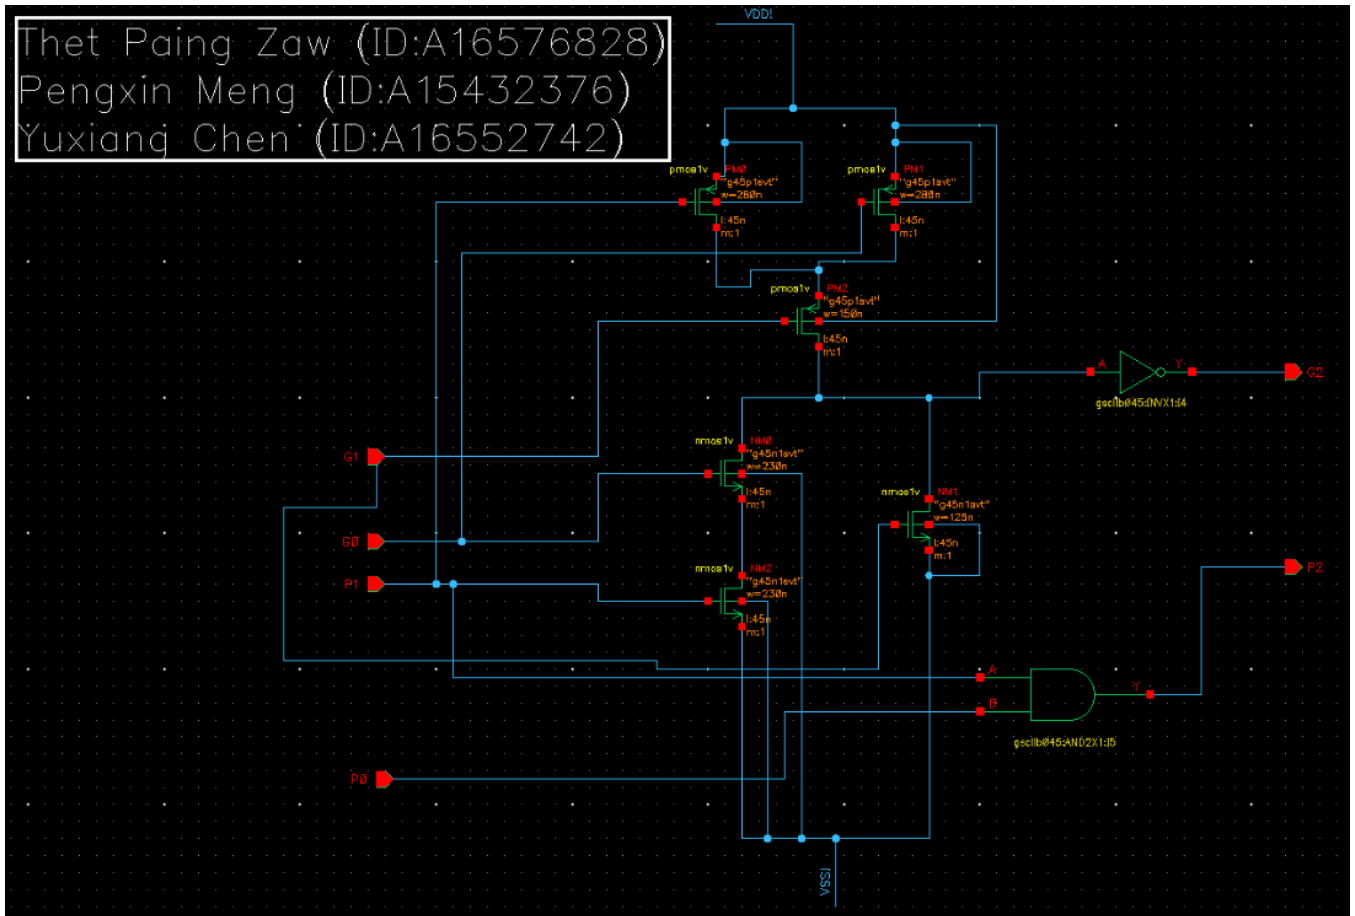 Thet Paing Zaw (ID:A16576828)
Pengxin Meng (ID:A15432376)
Yuxiang Chen (ID:A16552742)
VDD!
pmos1v PM0
"g45p1svt"
w=280n
l:45n
m:1
pmos1v PM1
"g45p1svt"
w=280n
l:45n
m:1
pmos1v PM2
"g45p1svt"
w=150n
l:45n
m:1
A Y G2
gsclib045:INVX1:I4
G1
nmos1v NM0
"g45n1svt"
w=230n
l:45n
m:1
nmos1v NM1
"g45n1svt"
w=125n
l:45n
m:1
G0
P1
nmos1v NM2
"g45n1svt"
w=230n
l:45n
m:1
P2
A
B
Y
gsclib045:AND2X1:I5
P0
VSS!